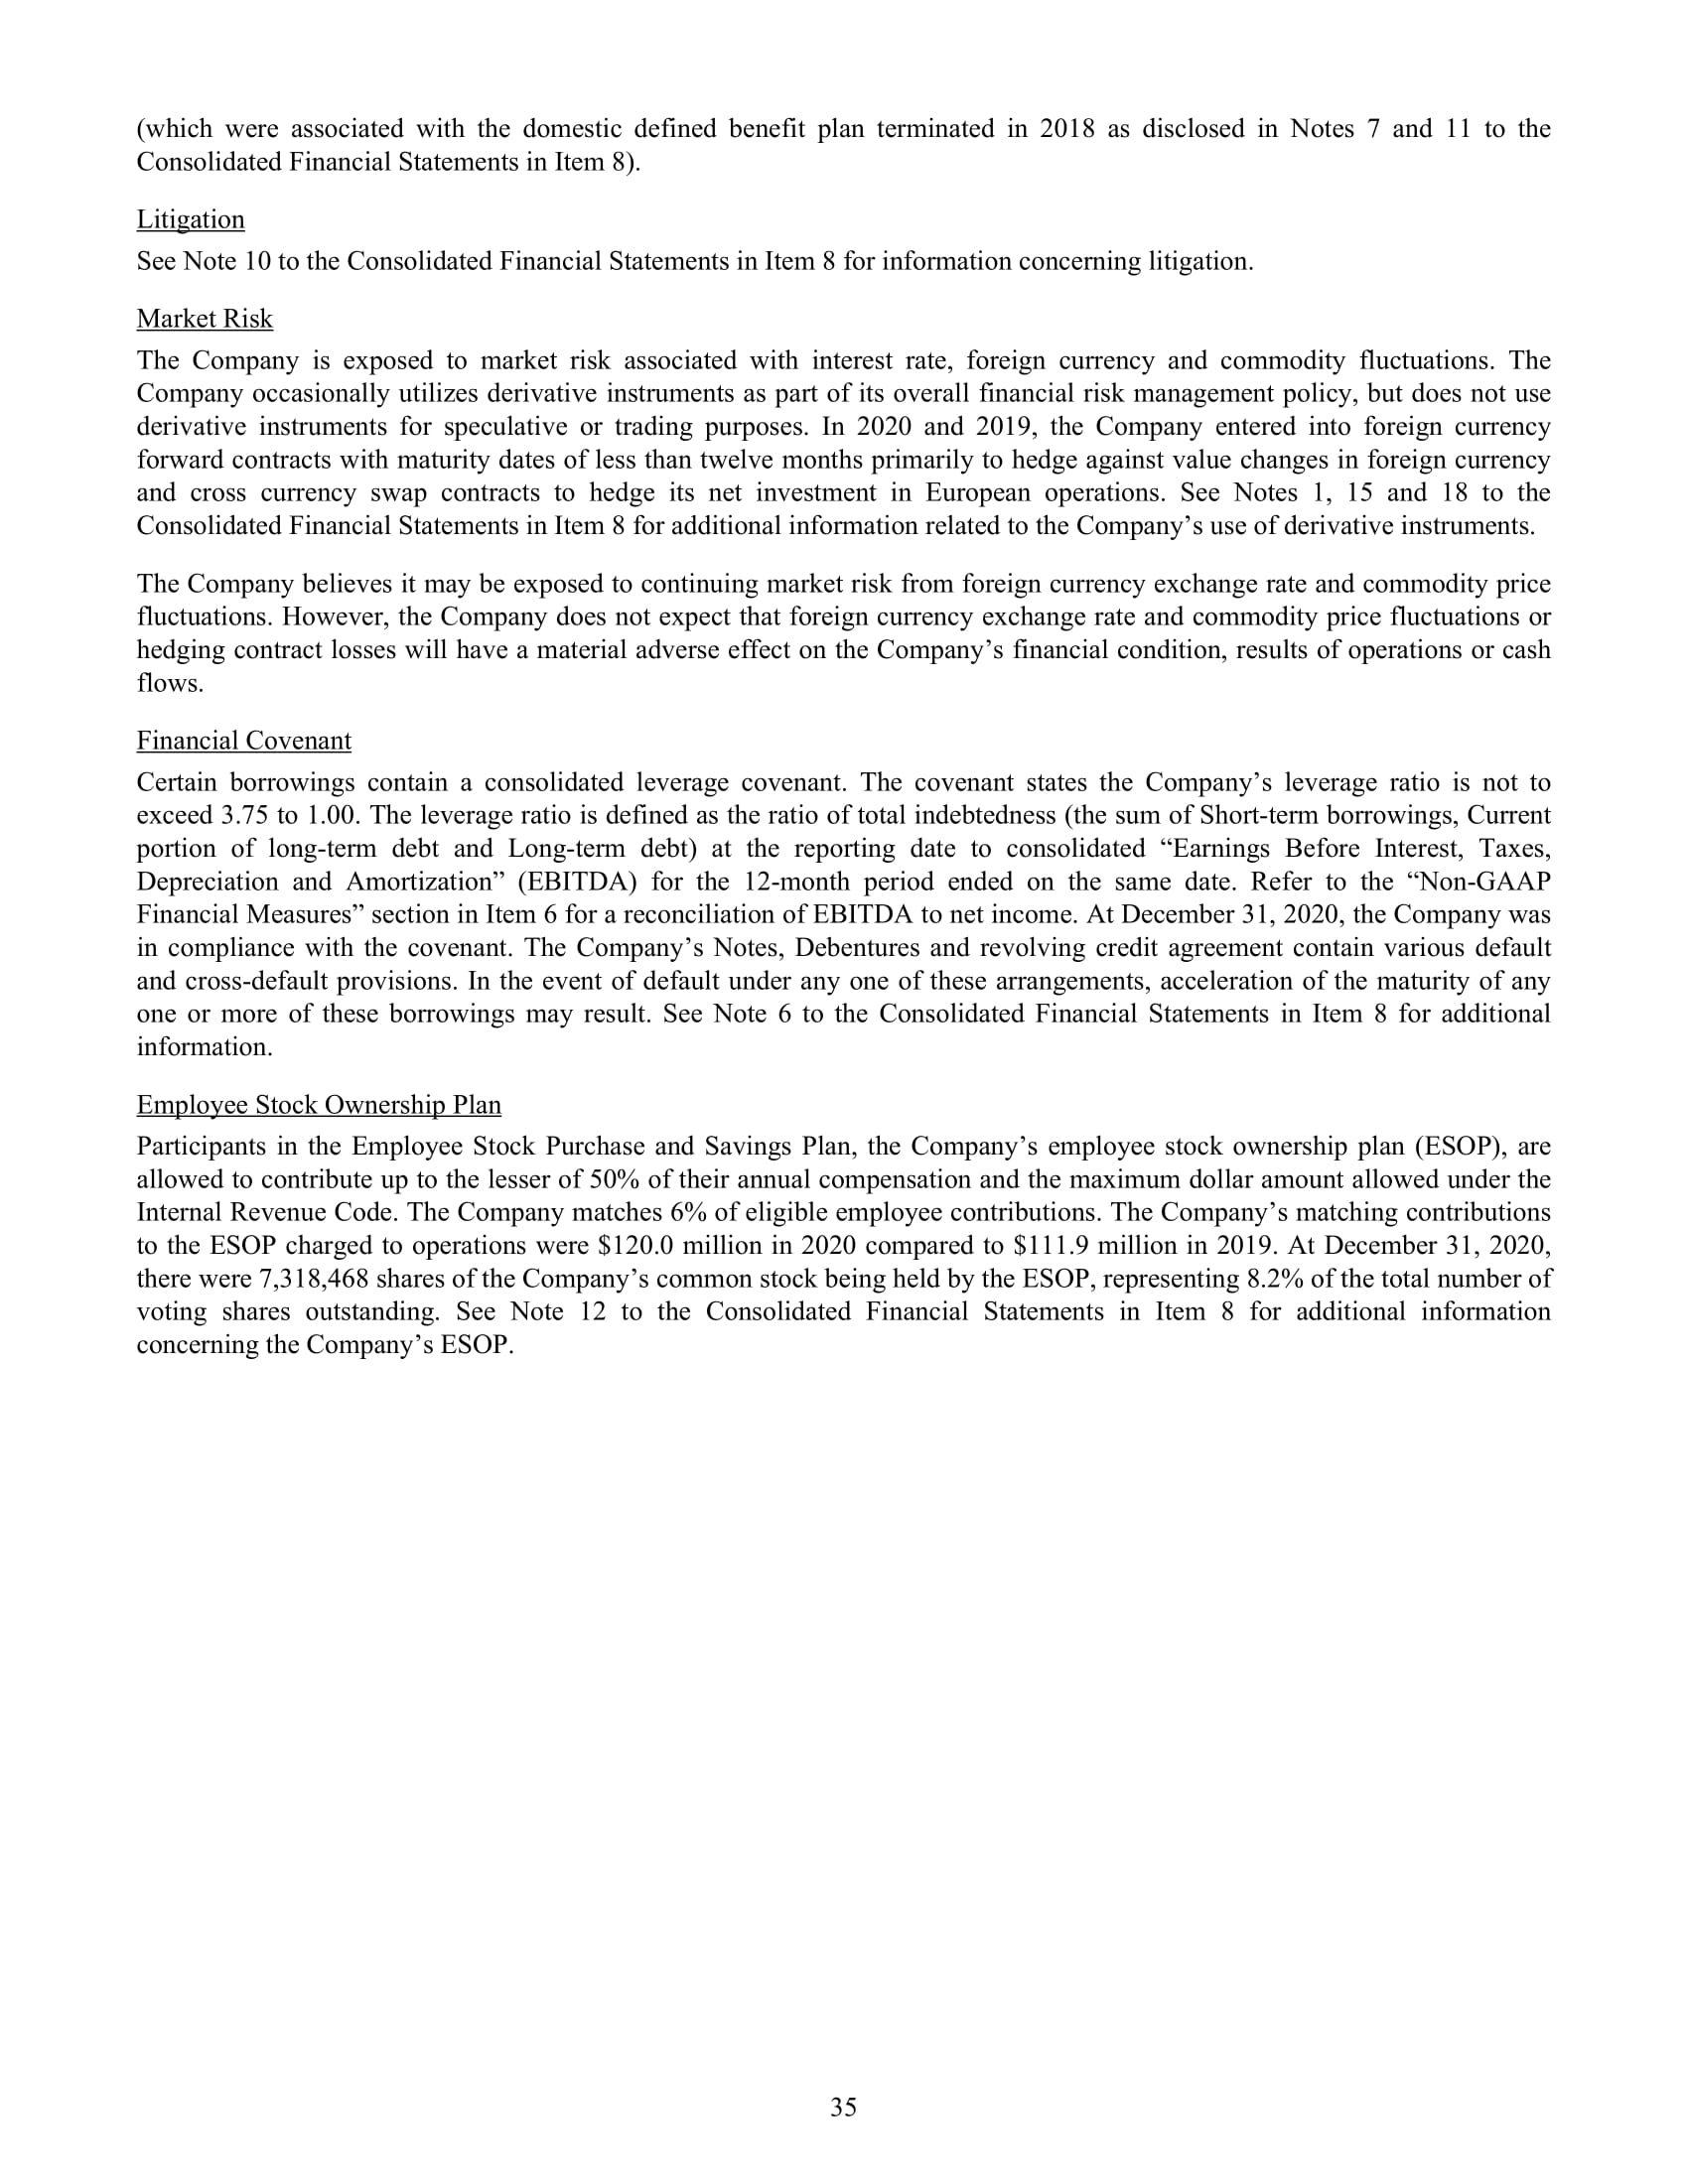 (which were associated with the domestic defined benefit plan terminated in 2018 as disclosed in Notes 7 and 11 to the
Consolidated Financial Statements in Item 8).
Litigation
See Note 10 to the Consolidated Financial Statements in Item 8 for information concerning litigation.
Market Risk
The Company is exposed to market risk associated with interest rate, foreign currency and commodity fluctuations. The
Company occasionally utilizes derivative instruments as part of its overall financial risk management policy, but does not use
derivative instruments for speculative or trading purposes. In 2020 and 2019, the Company entered into foreign currency
forward contracts with maturity dates of less than twelve months primarily to hedge against value changes in foreign currency
and cross currency swap contracts to hedge its net investment in European operations. See Notes 1, 15 and 18 to the
Consolidated Financial Statements in Item 8 for additional information related to the Company’s use of derivative instruments.
The Company believes it may be exposed to continuing market risk from foreign currency exchange rate and commodity price
fluctuations. However, the Company does not expect that foreign currency exchange rate and commodity price fluctuations or
hedging contract losses will have a material adverse effect on the Company’s financial condition, results of operations or cash
flows.
Financial Covenant
Certain borrowings contain a consolidated leverage covenant. The covenant states the Company’s leverage ratio is not to
exceed 3.75 to 1.00. The leverage ratio is defined as the ratio of total indebtedness (the sum of Short-term borrowings, Current
portion of long-term debt and Long-term debt) at the reporting date to consolidated “Earnings Before Interest, Taxes,
Depreciation and Amortization” (EBITDA) for the 12-month period ended on the same date. Refer to the “Non-GAAP
Financial Measures” section in Item 6 for a reconciliation of EBITDA to net income. At December 31, 2020, the Company was
in compliance with the covenant. The Company’s Notes, Debentures and revolving credit agreement contain various default
and cross-default provisions. In the event of default under any one of these arrangements, acceleration of the maturity of any
one or more of these borrowings may result. See Note 6 to the Consolidated Financial Statements in Item 8 for additional
information.
Employee Stock Ownership Plan
Participants in the Employee Stock Purchase and Savings Plan, the Company’s employee stock ownership plan (ESOP), are
allowed to contribute up to the lesser of 50% of their annual compensation and the maximum dollar amount allowed under the
Internal Revenue Code. The Company matches 6% of eligible employee contributions. The Company’s matching contributions
to the ESOP charged to operations were $120.0 million in 2020 compared to $111.9 million in 2019. At December 31, 2020,
there were 7,318,468 shares of the Company’s common stock being held by the ESOP, representing 8.2% of the total number of
voting shares outstanding. See Note 12 to the Consolidated Financial Statements in Item 8 for additional information
concerning the Company’s ESOP.
35